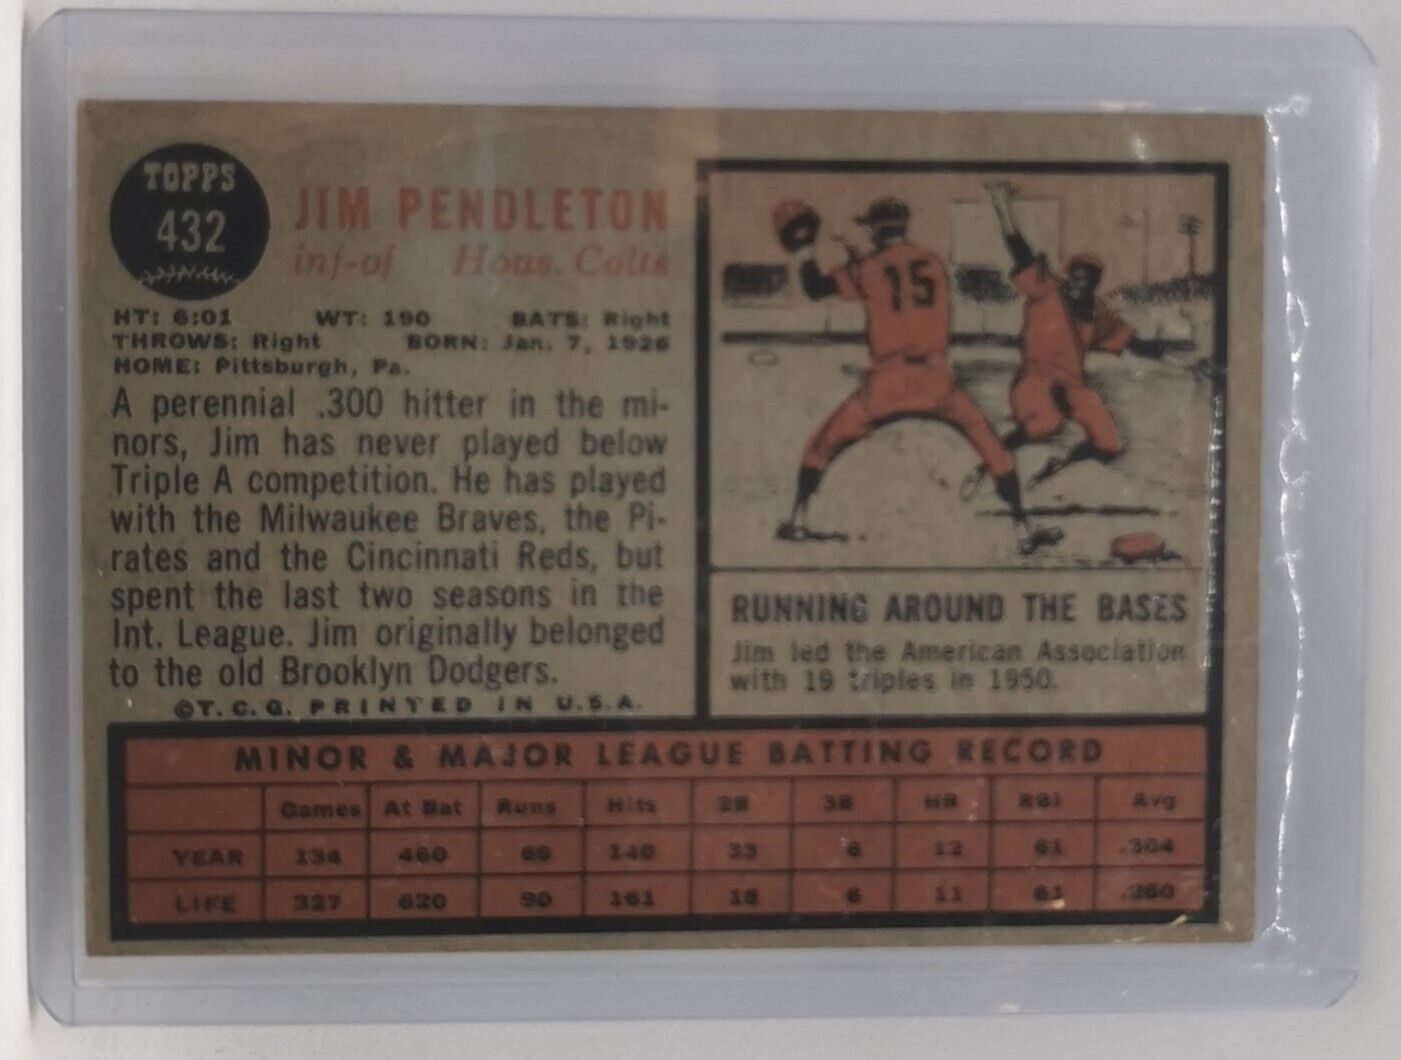 TOPPS
432
JIM PENDLETON
inf-of Hous. Colts
HT: 6:01 WT: 190 BATS: Right
THROWS: Right BORN: Jan. 7, 1926
HOME: Pittsburgh, Pa.
A perennial .300 hitter in the mi-
nors, Jim has never played below
Triple A competition. He has played
with the Milwaukee Braves, the Pi-
rates and the Cincinnati Reds, but
spent the last two seasons in the
Int. League. Jim originally belonged
to the old Brooklyn Dodgers.
©T.C.G. PRINTED IN U.S.A.
15
RUNNING AROUND THE BASES
Jim led the American Association
with 19 triples in 1950.
MINOR & MAJOR LEAGUE BATTING RECORD
Games At Bat Runs Hits 2B 3B HR RBI Avg
YEAR 134 460 69 140 33 6 12 61 .304
LIFE 327 620 90 161 18 6 11 61 .260